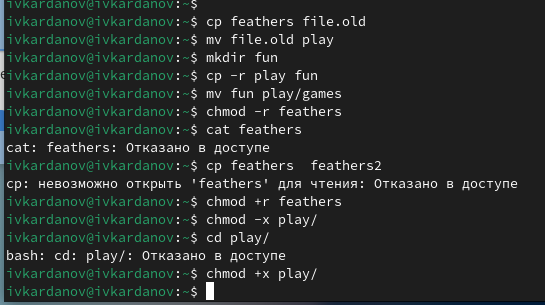 ivkardanov@ivkardanov:~$
ivkardanov@ivkardanov:~$ cp feathers file.old
ivkardanov@ivkardanov:~$ mv file.old play
ivkardanov@ivkardanov:~$ mkdir fun
ivkardanov@ivkardanov:~$ cp -r play fun
ivkardanov@ivkardanov:~$ mv fun play/games
ivkardanov@ivkardanov:~$ chmod -r feathers
ivkardanov@ivkardanov:~$ cat feathers
cat: feathers: Отказано в доступе
ivkardanov@ivkardanov:~$ cp feathers  feathers2
cp: невозможно открыть 'feathers' для чтения: Отказано в доступе
ivkardanov@ivkardanov:~$ chmod +r feathers
ivkardanov@ivkardanov:~$ chmod -x play/
ivkardanov@ivkardanov:~$ cd play/
bash: cd: play/: Отказано в доступе
ivkardanov@ivkardanov:~$ chmod +x play/
ivkardanov@ivkardanov:~$